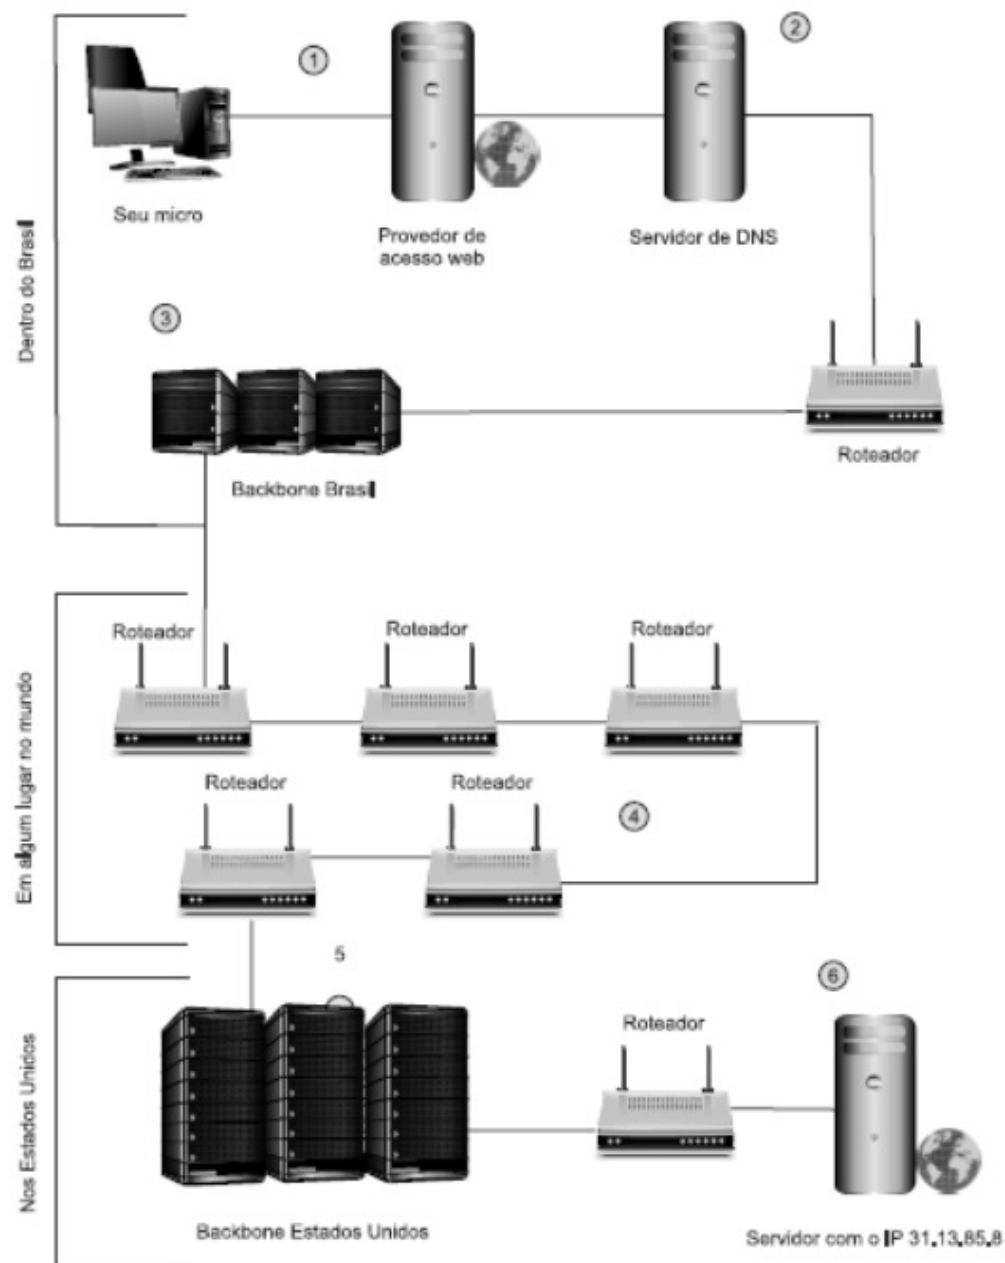 Dentro do Brasil
1
2
Seu micro
Provedor de
acesso web
Servidor de DNS
3
Roteador
Backbone Brasil
Em algum lugar no mundo
Roteador
Roteador
Roteador
Roteador
Roteador
4
Nos Estados Unidos
5
6
Roteador
Backbone Estados Unidos
Servidor com o IP 31.13.85.8